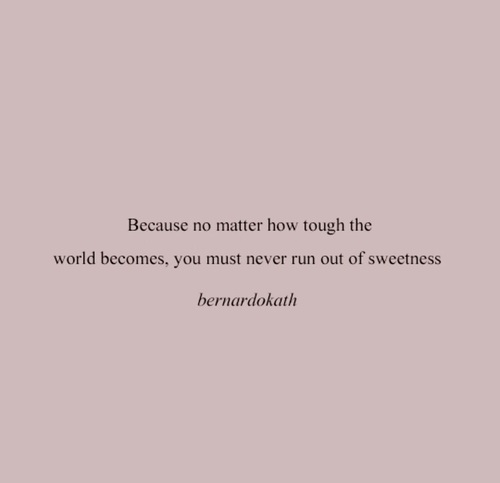 Because no matter how tough the
world becomes, you must never run out of sweetness
bernardokath